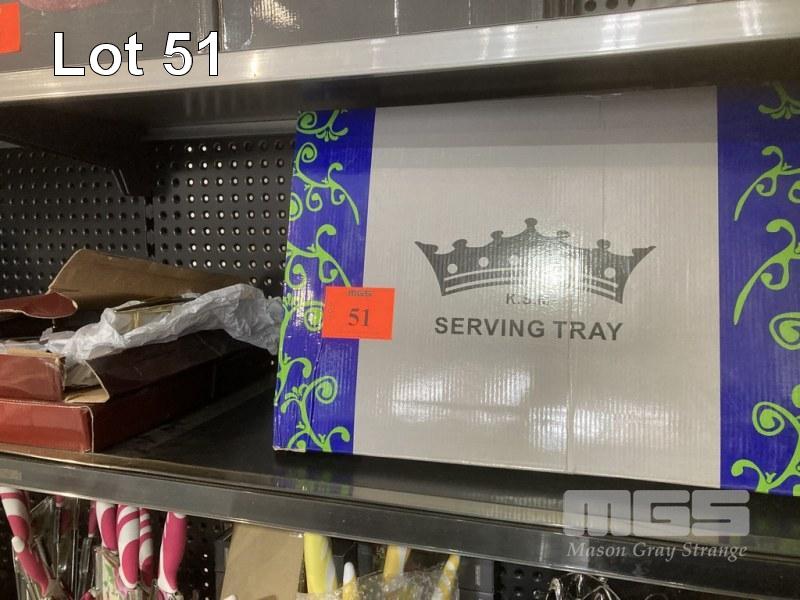 Lot 51
51
SERVING TRAY
MGS
Mason Gray Strange